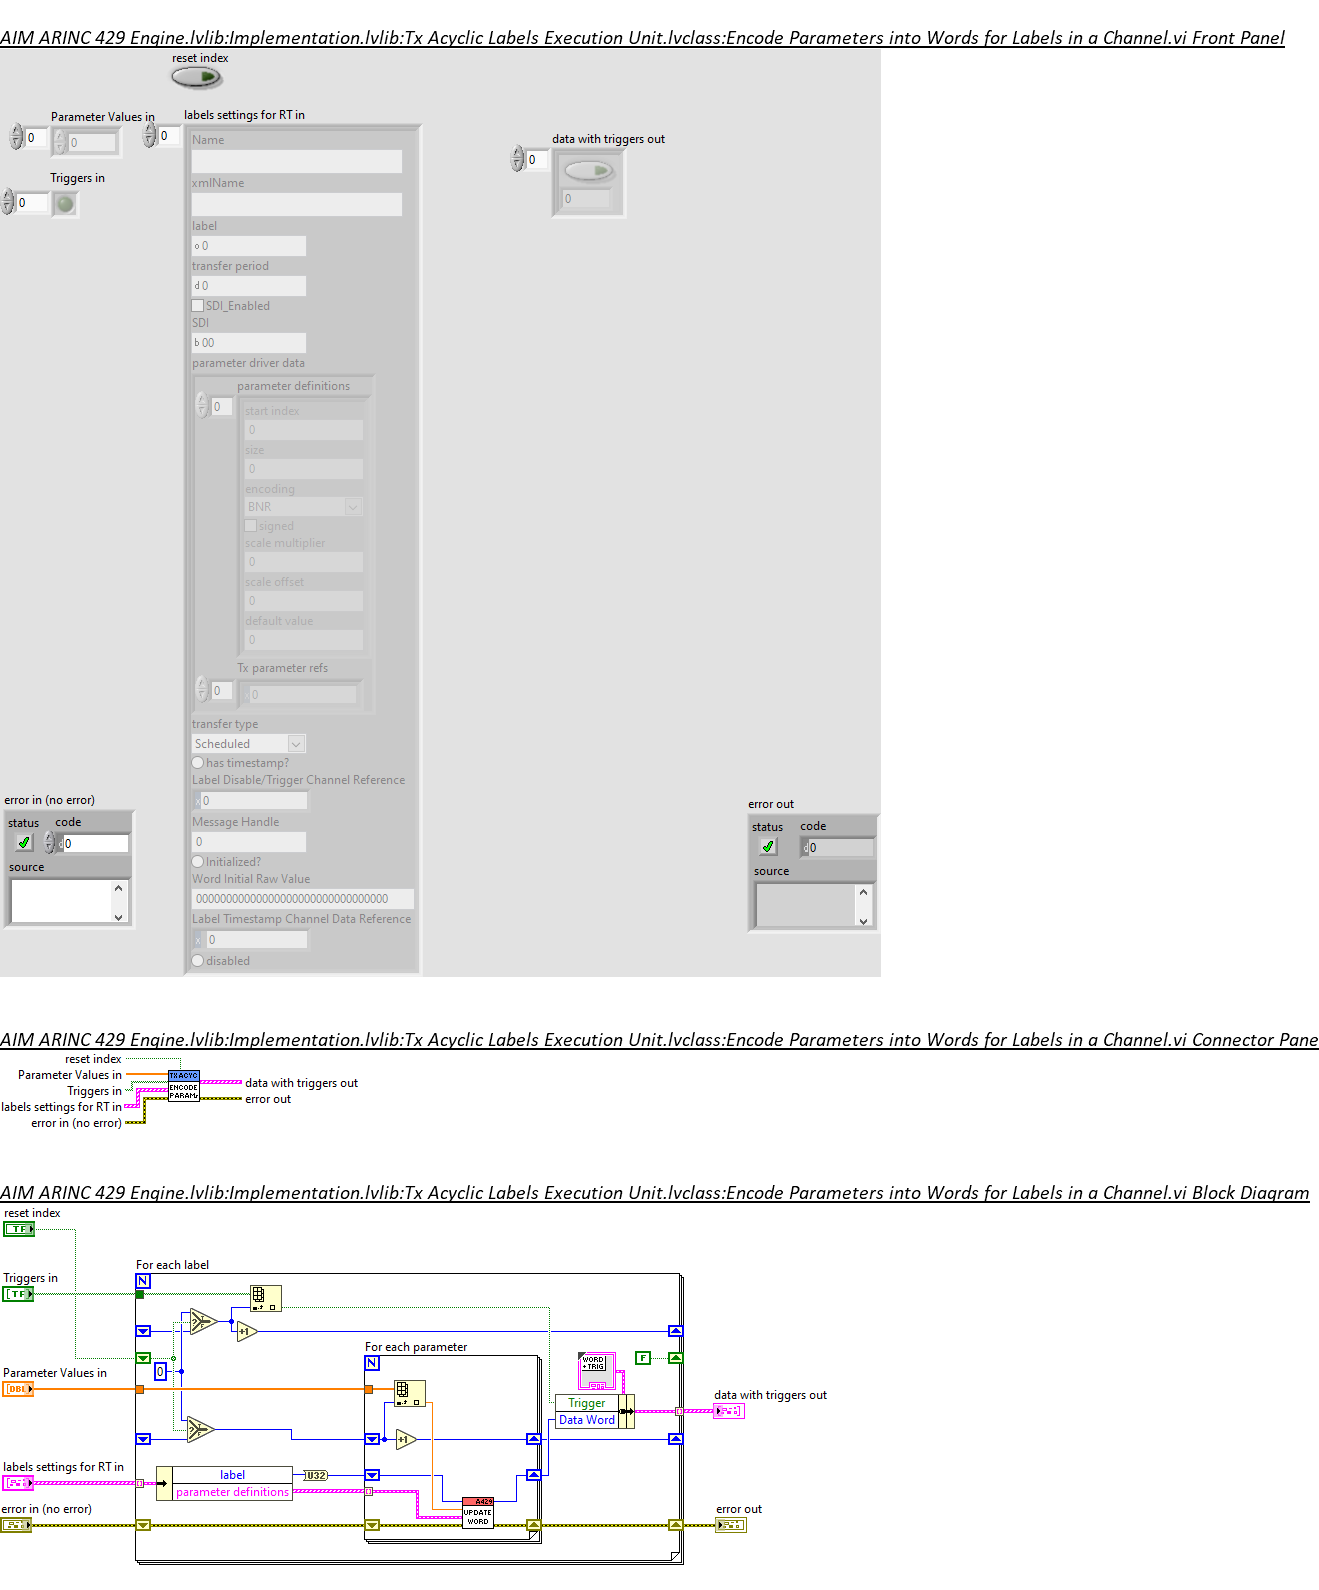 AIM ARINC 429 Engine.lvlib:Implementation.lvlib:Tx Acyclic Labels Execution Unit.lvclass:Encode Parameters into Words for Labels in a Channel.vi Front Panel
reset index
Parameter Values in
0
0
Triggers in
0
labels settings for RT in
0
Name
xmlName
label
o 0
transfer period
d 0
SDI_Enabled
SDI
b 00
parameter driver data
parameter definitions
0
start index
0
size
0
encoding
BNR
signed
scale multiplier
0
scale offset
0
default value
0
Tx parameter refs
0
0
transfer type
Scheduled
has timestamp?
Label Disable/Trigger Channel Reference
x 0
Message Handle
0
Initialized?
Word Initial Raw Value
00000000000000000000000000000000
Label Timestamp Channel Data Reference
x 0
disabled
data with triggers out
0
0
error in (no error)
status code
d 0
source
error out
status code
d 0
source
AIM ARINC 429 Engine.lvlib:Implementation.lvlib:Tx Acyclic Labels Execution Unit.lvclass:Encode Parameters into Words for Labels in a Channel.vi Connector Pane
reset index
Parameter Values in
Triggers in
labels settings for RT in
error in (no error)
TX ACYC
ENCODE
PARAMs
data with triggers out
error out
AIM ARINC 429 Engine.lvlib:Implementation.lvlib:Tx Acyclic Labels Execution Unit.lvclass:Encode Parameters into Words for Labels in a Channel.vi Block Diagram
reset index
TF
For each label
N
Triggers in
TF
+1
For each parameter
N
WORD
+ TRIG
F
Parameter Values in
DBL
0
Trigger
Data Word
data with triggers out
+1
labels settings for RT in
label
parameter definitions
U32
A429
UPDATE
WORD
error in (no error)
error out